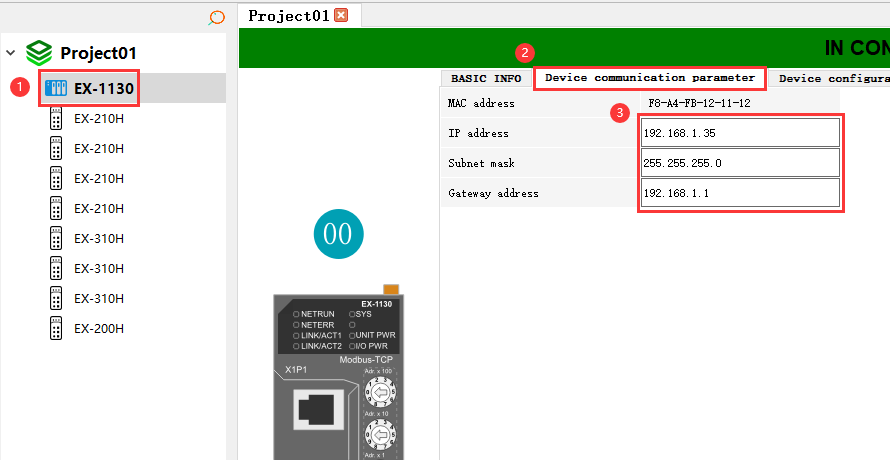 Project01
IN CON
Project01
1
EX-1130
EX-210H
EX-210H
EX-210H
EX-210H
EX-310H
EX-310H
EX-310H
EX-200H
2
BASIC INFO
Device communication parameter
Device configura
MAC address
F8-A4-FB-12-11-12
3
IP address
192.168.1.35
Subnet mask
255.255.255.0
Gateway address
192.168.1.1
00
EX-1130
NETRUN
SYS
NETERR
LINK/ACT1
UNIT PWR
LINK/ACT2
I/O PWR
Modbus-TCP
X1P1
Adr. x 100
Adr. x 10
Adr. x 1